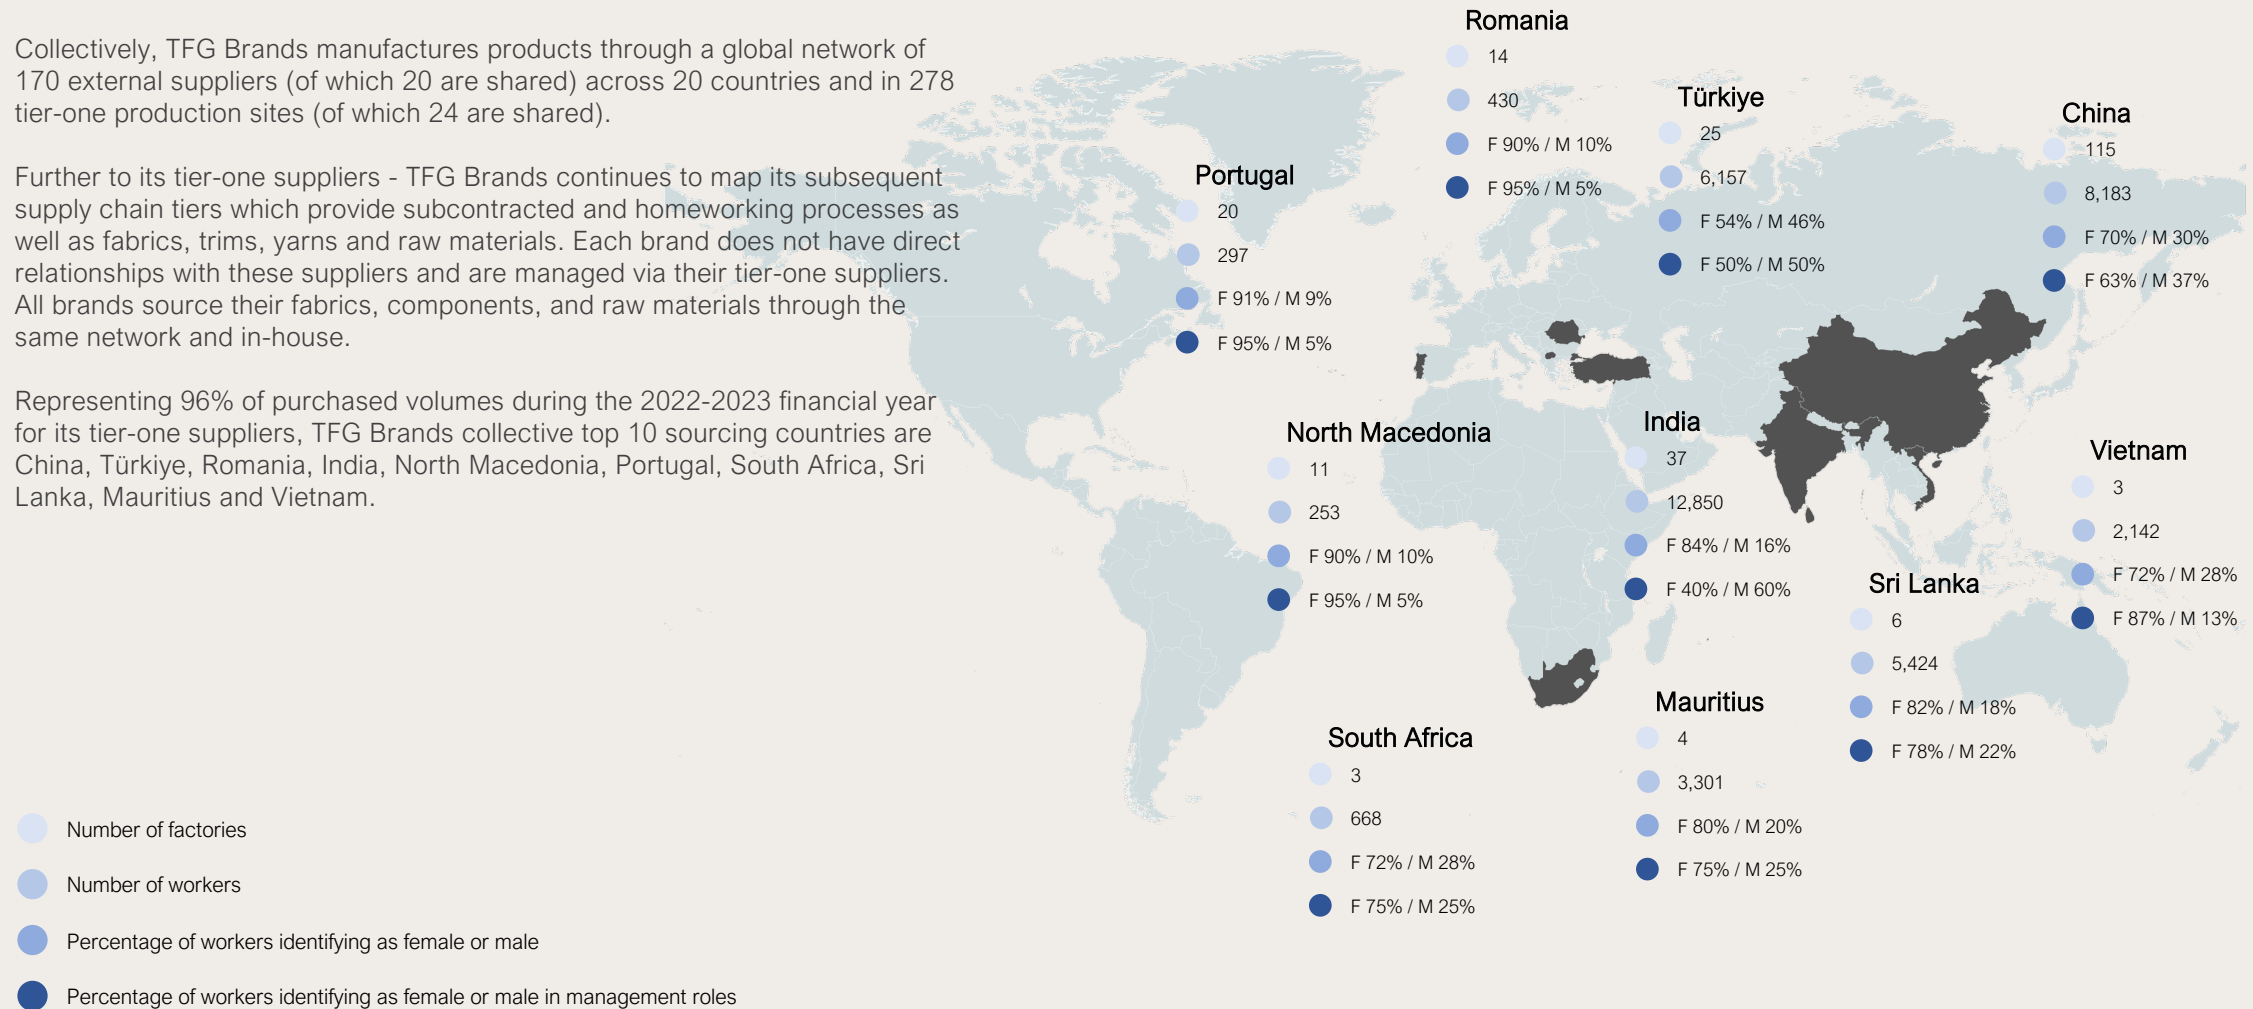 Collectively, TFG Brands manufactures products through a global network of
170 external suppliers (of which 20 are shared) across 20 countries and in 278
tier-one production sites (of which 24 are shared).
Further to its tier-one suppliers - TFG Brands continues to map its subsequent
supply chain tiers which provide subcontracted and homeworking processes as
well as fabrics, trims, yarns and raw materials. Each brand does not have direct
relationships with these suppliers and are managed via their tier-one suppliers.
All brands source their fabrics, components, and raw materials through the
same network and in-house.
Representing 96% of purchased volumes during the 2022-2023 financial year
for its tier-one suppliers, TFG Brands collective top 10 sourcing countries are
China, Türkiye, Romania, India, North Macedonia, Portugal, South Africa, Sri
Lanka, Mauritius and Vietnam.
Number of factories
Number of workers
Percentage of workers identifying as female or male
Percentage of workers identifying as female or male in management roles
Romania
14
430
F 90% / M 10%
F 95% / M 5%
Türkiye
25
6,157
F 54% / M 46%
F 50% / M 50%
China
115
8,183
F 70% / M 30%
F 63% / M 37%
Portugal
20
297
F 91% / M 9%
F 95% / M 5%
North Macedonia
11
253
F 90% / M 10%
F 95% / M 5%
India
37
12,850
F 84% / M 16%
F 40% / M 60%
Vietnam
3
2,142
F 72% / M 28%
F 87% / M 13%
Sri Lanka
6
5,424
F 82% / M 18%
F 78% / M 22%
Mauritius
4
3,301
F 80% / M 20%
F 75% / M 25%
South Africa
3
668
F 72% / M 28%
F 75% / M 25%